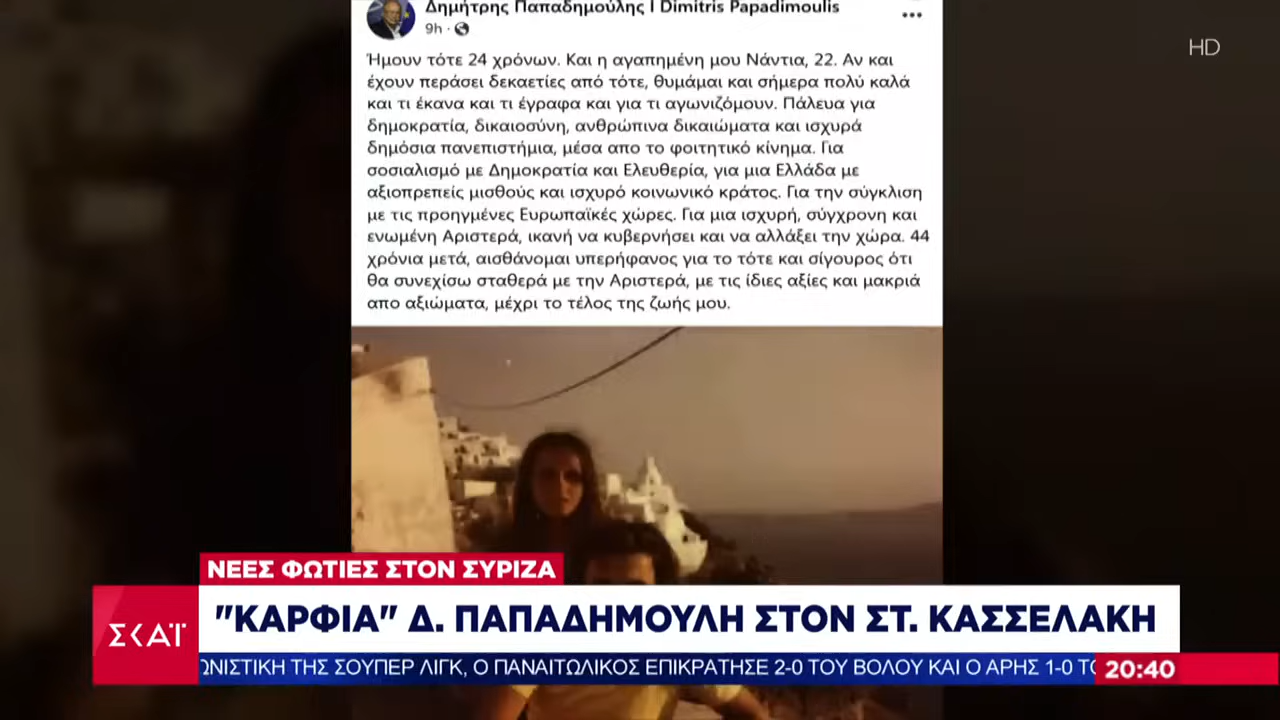 Δημήτρης Παπαδημούλης Ι Dimitris Papadimoulis
9h ·
HD
Ήμουν τότε 24 χρόνων. Και η αγαπημένη μου Νάντια, 22. Αν και
έχουν περάσει δεκαετίες από τότε, θυμάμαι και σήμερα πολύ καλά
και τι έκανα και τι έγραφα και για τι αγωνιζόμουν. Πάλευα για
δημοκρατία, δικαιοσύνη, ανθρώπινα δικαιώματα και ισχυρά
δημόσια πανεπιστήμια, μέσα απο το φοιτητικό κίνημα. Για
σοσιαλισμό με Δημοκρατία και Ελευθερία, για μια Ελλάδα με
αξιοπρεπείς μισθούς και ισχυρό κοινωνικό κράτος. Για την σύγκλιση
με τις προηγμένες Ευρωπαϊκές χώρες. Για μια ισχυρή, σύγχρονη και
ενωμένη Αριστερά, ικανή να κυβερνήσει και να αλλάξει την χώρα. 44
χρόνια μετά, αισθάνομαι υπερήφανος για το τότε και σίγουρος ότι
θα συνεχίσω σταθερά με την Αριστερά, με τις ίδιες αξίες και μακριά
απο αξιώματα, μέχρι το τέλος της ζωής μου.
ΝΕΕΣ ΦΩΤΙΕΣ ΣΤΟΝ ΣΥΡΙΖΑ
"ΚΑΡΦΙΑ" Δ. ΠΑΠΑΔΗΜΟΥΛΗ ΣΤΟΝ ΣΤ. ΚΑΣΣΕΛΑΚΗ
ΣΚΑΪ
ΩΝΙΣΤΙΚΗ ΤΗΣ ΣΟΥΠΕΡ ΛΙΓΚ, Ο ΠΑΝΑΙΤΩΛΙΚΟΣ ΕΠΙΚΡΑΤΗΣΕ 2-0 ΤΟΥ ΒΟΛΟΥ ΚΑΙ Ο ΑΡΗΣ 1-0 ΤΟ
20:40